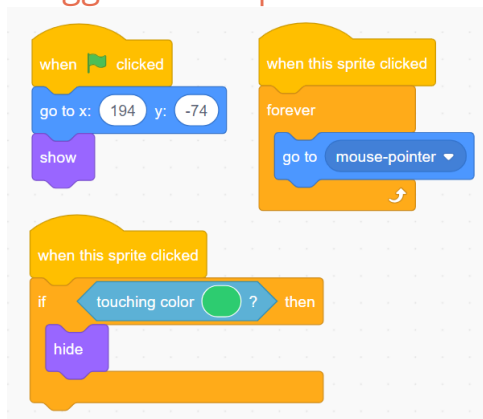 when clicked
go to x: 194 y: -74
show
when this sprite clicked
forever
go to mouse-pointer
when this sprite clicked
if touching color ? then
hide